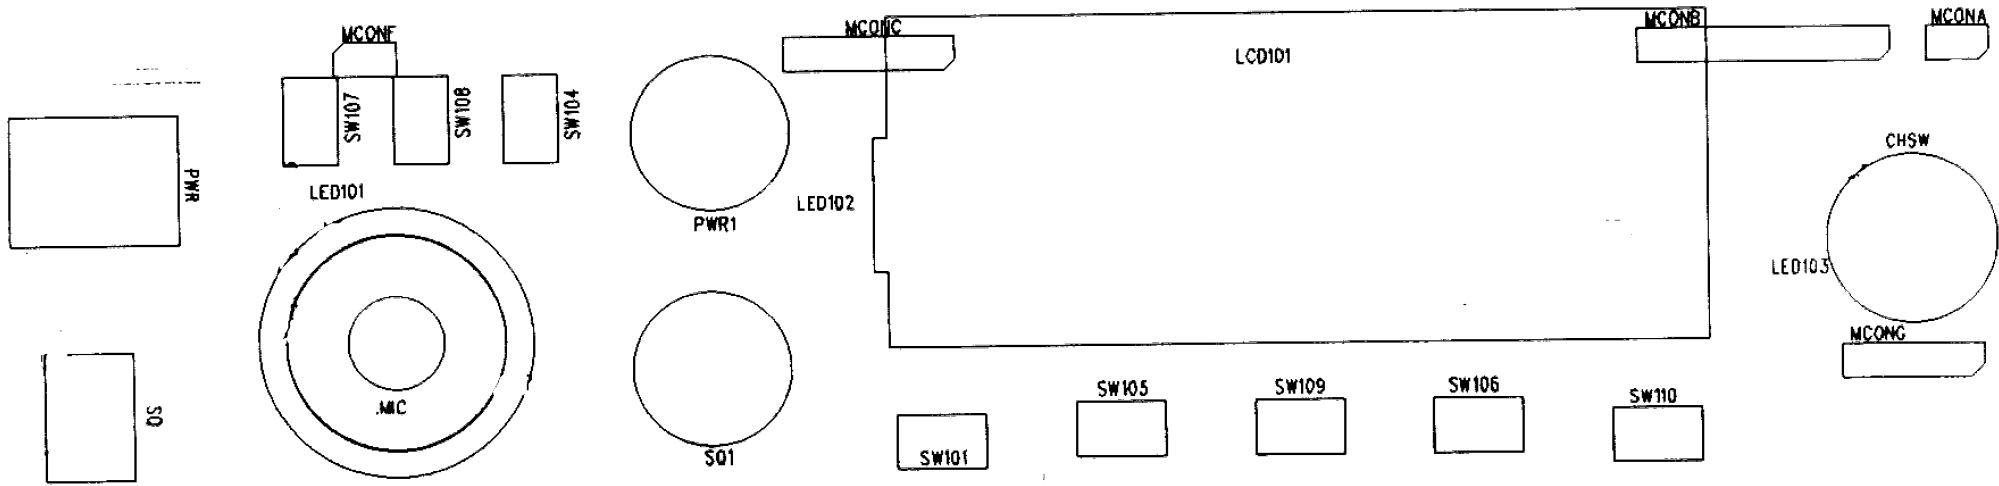 MCONF
MCONC
MCONB
MCONA
LCD101
SW107
SW108
SW104
CHSW
PWR
LED101
LED102
PWR1
LED103
MCONG
SW105
SW109
SW106
SW110
MIC
SQ
SQ1
SW101